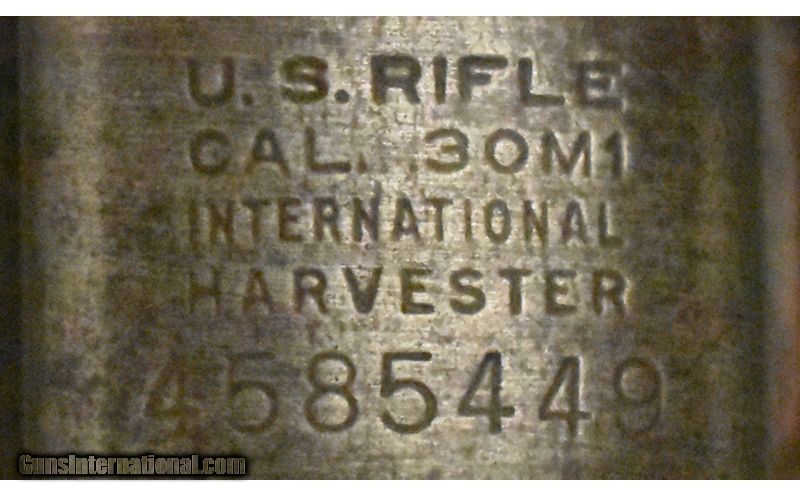 U. S. RIFLE
CAL. .30M1
INTERNATIONAL
HARVESTER
4585449
GunsInternational.com